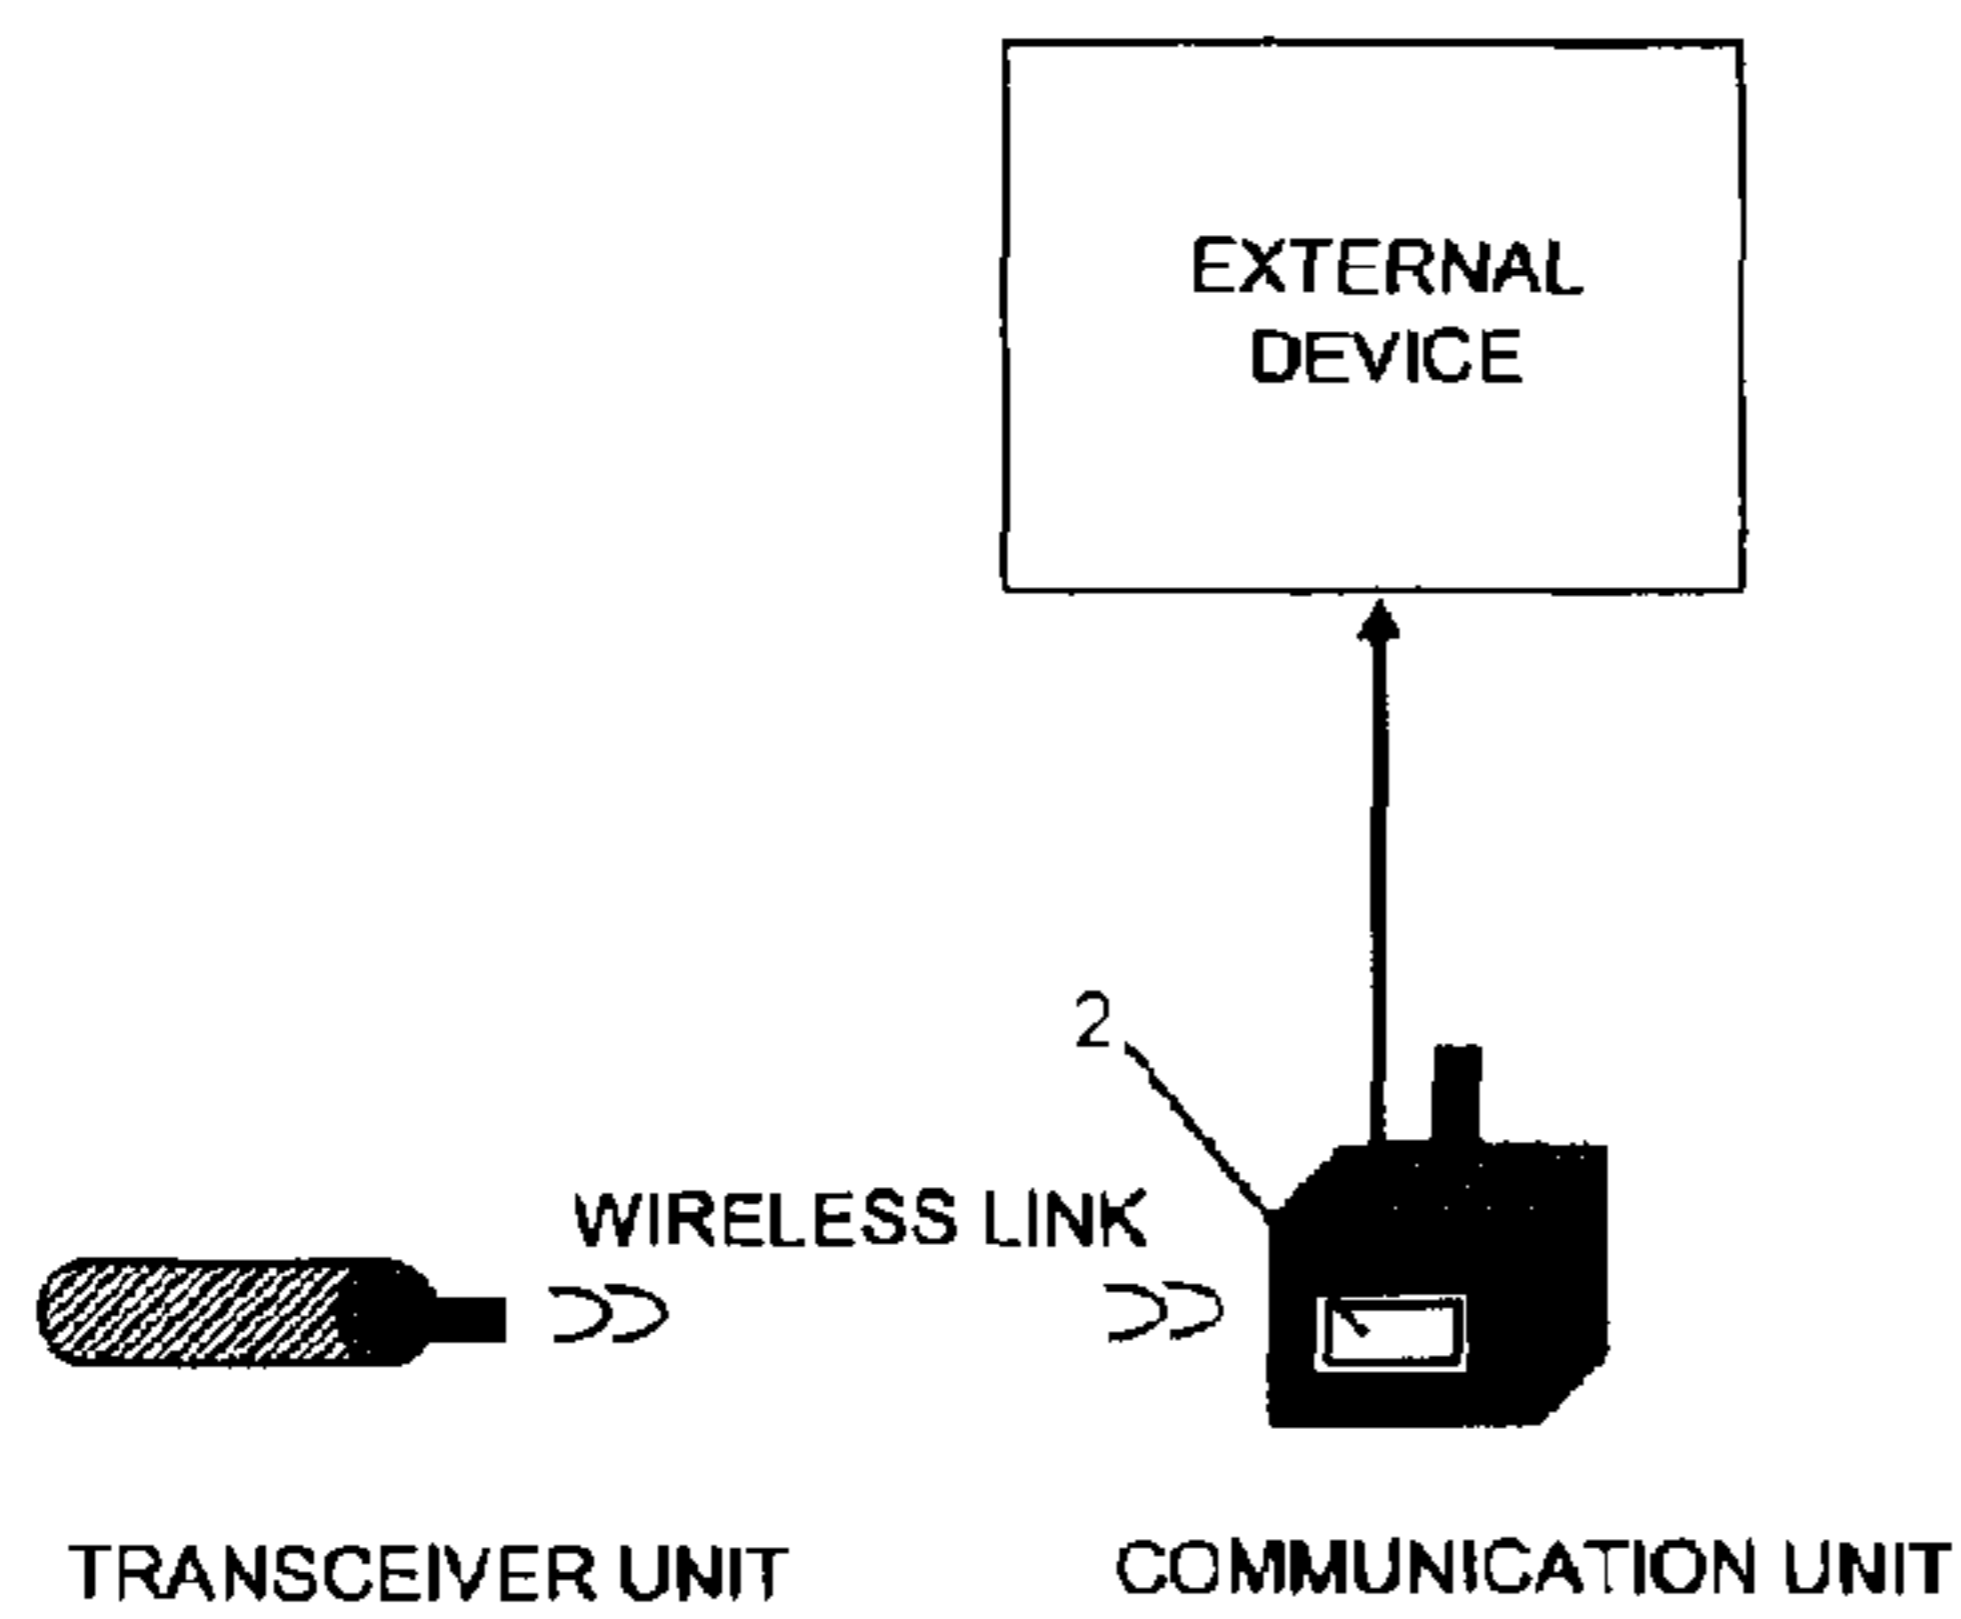 EXTERNAL
DEVICE
2
WIRELESS LINK
TRANSCEIVER UNIT
COMMUNICATION UNIT